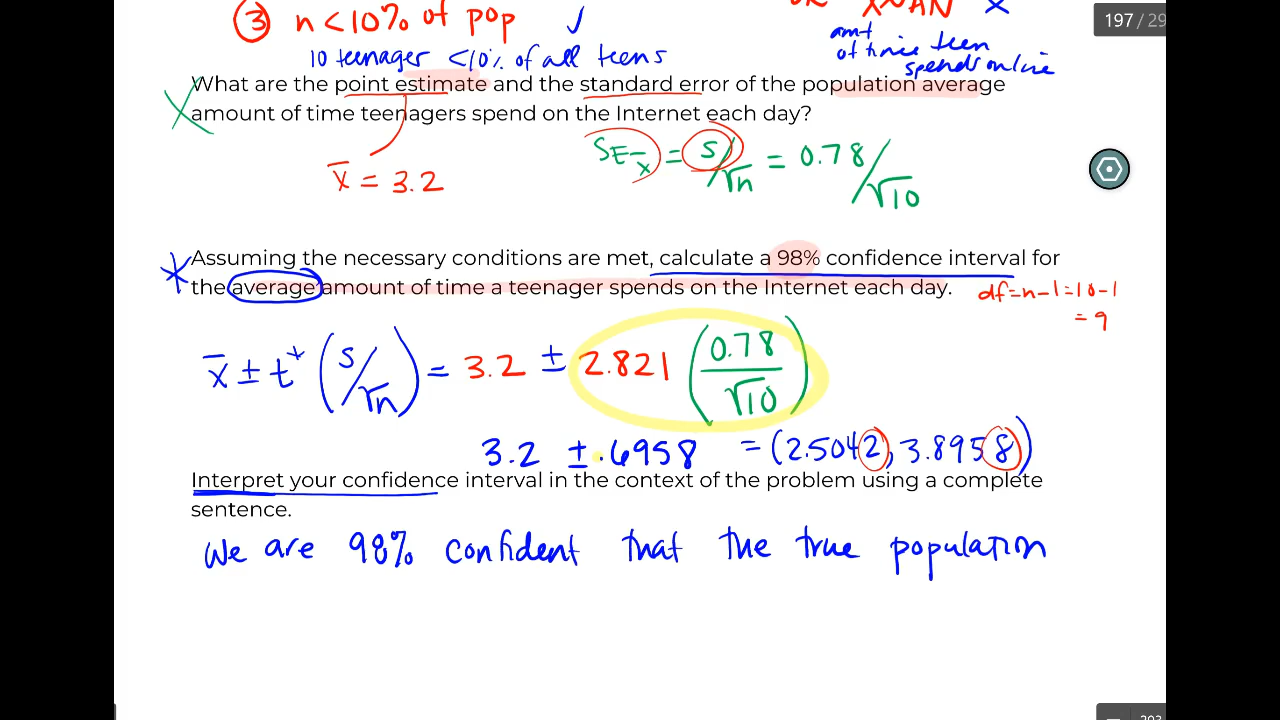 ③ n < 10% of pop ✓
OR X~AN X
197 / 29
10 teenager < 10% of all teens
amt
of time teen
spends online
What are the point estimate and the standard error of the population average
amount of time teenagers spend on the Internet each day?
x̄ = 3.2
SE x̄ = s/√n = 0.78/√10
Assuming the necessary conditions are met, calculate a 98% confidence interval for
the average amount of time a teenager spends on the Internet each day.
df = n - 1 = 10 - 1
= 9
x̄ ± t* (s/√n) = 3.2 ± 2.821 (0.78/√10)
3.2 ± .6958 = (2.5042, 3.8958)
Interpret your confidence interval in the context of the problem using a complete
sentence.
We are 98% confident that the true population